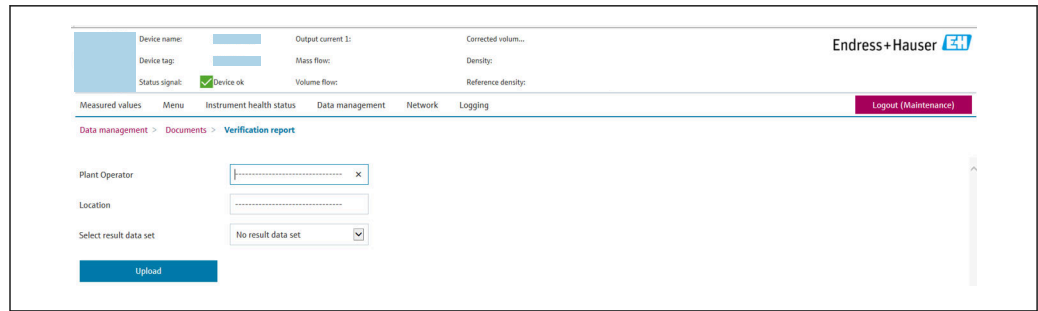 Device name: Output current 1: Corrected volum...
Endress+Hauser EH
Device tag: Mass flow: Density:
Status signal: Device ok Volume flow: Reference density:
Measured values Menu Instrument health status Data management Network Logging Logout (Maintenance)
Data management > Documents > Verification report
Plant Operator -------------------------------- ×
Location --------------------------------
Select result data set No result data set
Upload